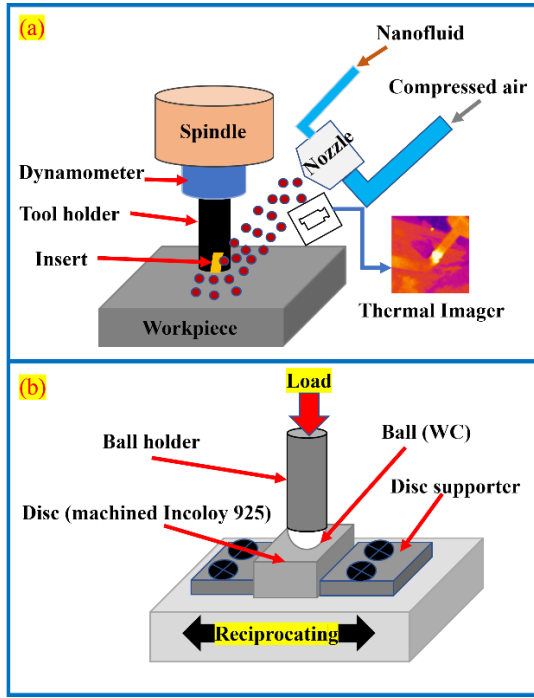 (a)
Nanofluid
Compressed air
Spindle
Nozzle
Dynamometer
Tool holder
Insert
Thermal Imager
Workpiece
(b)
Load
Ball holder
Ball (WC)
Disc supporter
Disc (machined Incoloy 925)
Reciprocating